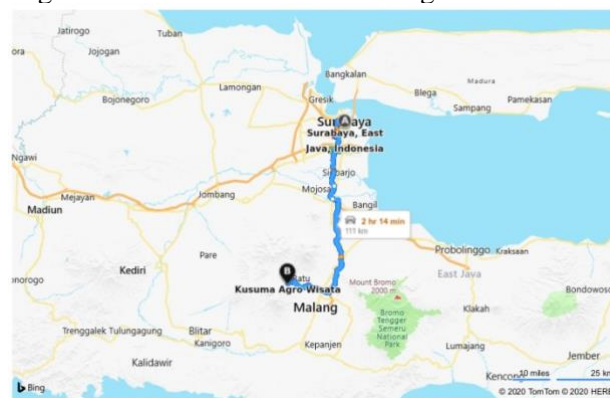 Jatirogo
Tuban
Jojogan
Bangkalan
Madura
Lamongan
Gresik
Blega
Pamekasan
Bojonegoro
Sampang
Surabaya
A
Surabaya, East
Java, Indonesia
Ngawi
Mejayan
Jombang
Mojos
Bangil
Madiun
2 hr 14 min
111 km
Pare
Probolinggo
Kraksaan
Kediri
B
Batu
East Java
Mount Bromo
2000 m
Kusuma Agro Wisata
Bondowoso
Malang
Bromo
Tengger
Semeru
National
Park
Klakah
Trenggalek
Tulungagung
Blitar
Kanigoro
Kepanjen
Lumajang
Jember
Kalidawir
Kencong
10 miles
25 km
Bing
© 2020 TomTom © 2020 HERE